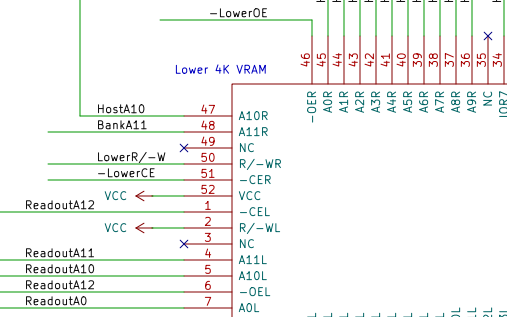 -LowerOE
46 45 44 43 42 41 40 39 38 37 36 35 34
Lower 4K VRAM
-OER A0R A1R A2R A3R A4R A5R A6R A7R A8R A9R NC
HostA10 47 A10R
BankA11 48 A11R
49 NC
LowerR/-W 50 R/-WR
-LowerCE 51 -CER
VCC 52 VCC
ReadoutA12 1 -CEL
VCC 2 R/-WL
3 NC
ReadoutA11 4 A11L
ReadoutA10 5 A10L
ReadoutA12 6 -OEL
ReadoutA0 7 A0L